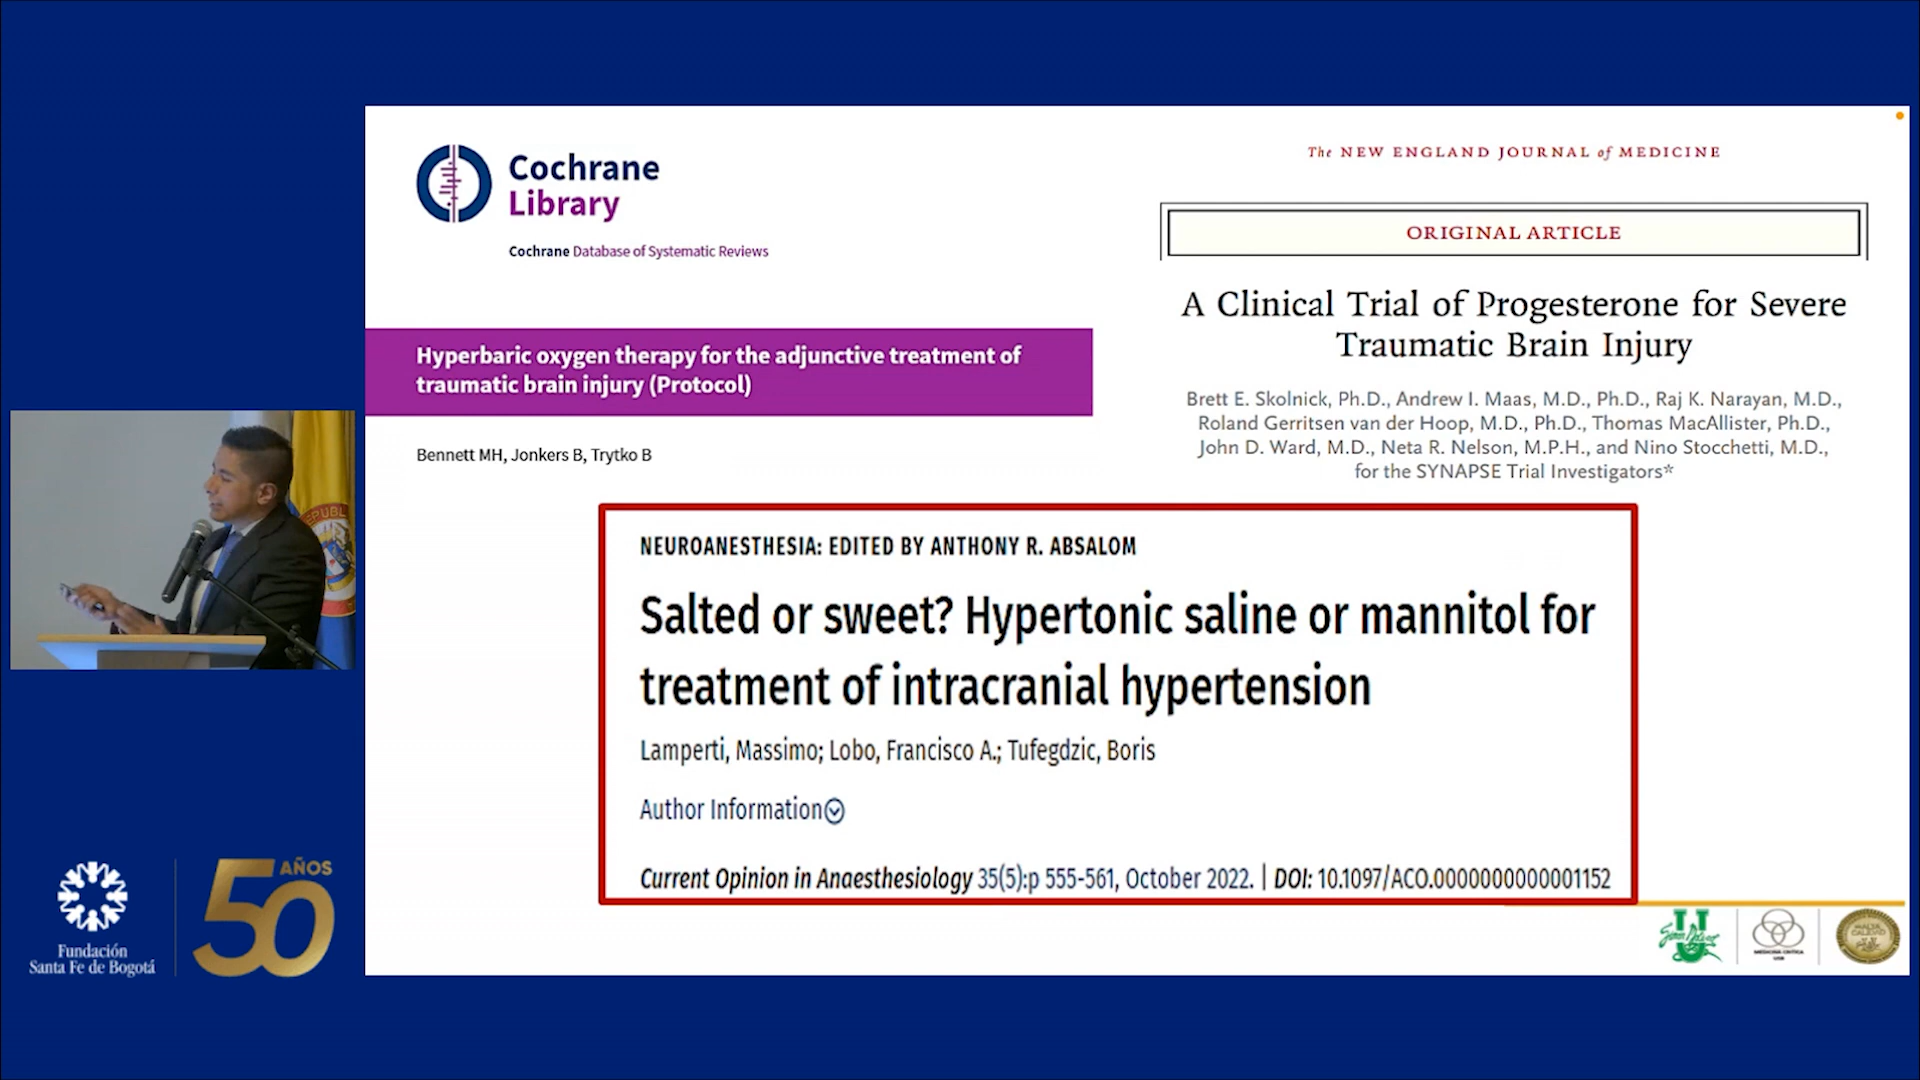 Cochrane
Library
Cochrane Database of Systematic Reviews
Hyperbaric oxygen therapy for the adjunctive treatment of
traumatic brain injury (Protocol)
Bennett MH, Jonkers B, Trytko B
The NEW ENGLAND JOURNAL of MEDICINE
ORIGINAL ARTICLE
A Clinical Trial of Progesterone for Severe
Traumatic Brain Injury
Brett E. Skolnick, Ph.D., Andrew I. Maas, M.D., Ph.D., Raj K. Narayan, M.D.,
Roland Gerritsen van der Hoop, M.D., Ph.D., Thomas MacAllister, Ph.D.,
John D. Ward, M.D., Neta R. Nelson, M.P.H., and Nino Stocchetti, M.D.,
for the SYNAPSE Trial Investigators*
NEUROANESTHESIA: EDITED BY ANTHONY R. ABSALOM
Salted or sweet? Hypertonic saline or mannitol for
treatment of intracranial hypertension
Lamperti, Massimo; Lobo, Francisco A.; Tufegdzic, Boris
Author Information
Current Opinion in Anaesthesiology 35(5):p 555-561, October 2022. | DOI: 10.1097/ACO.0000000000001152
Fundación
Santa Fe de Bogotá
50 AÑOS
MEDICINA CRITICA
USB